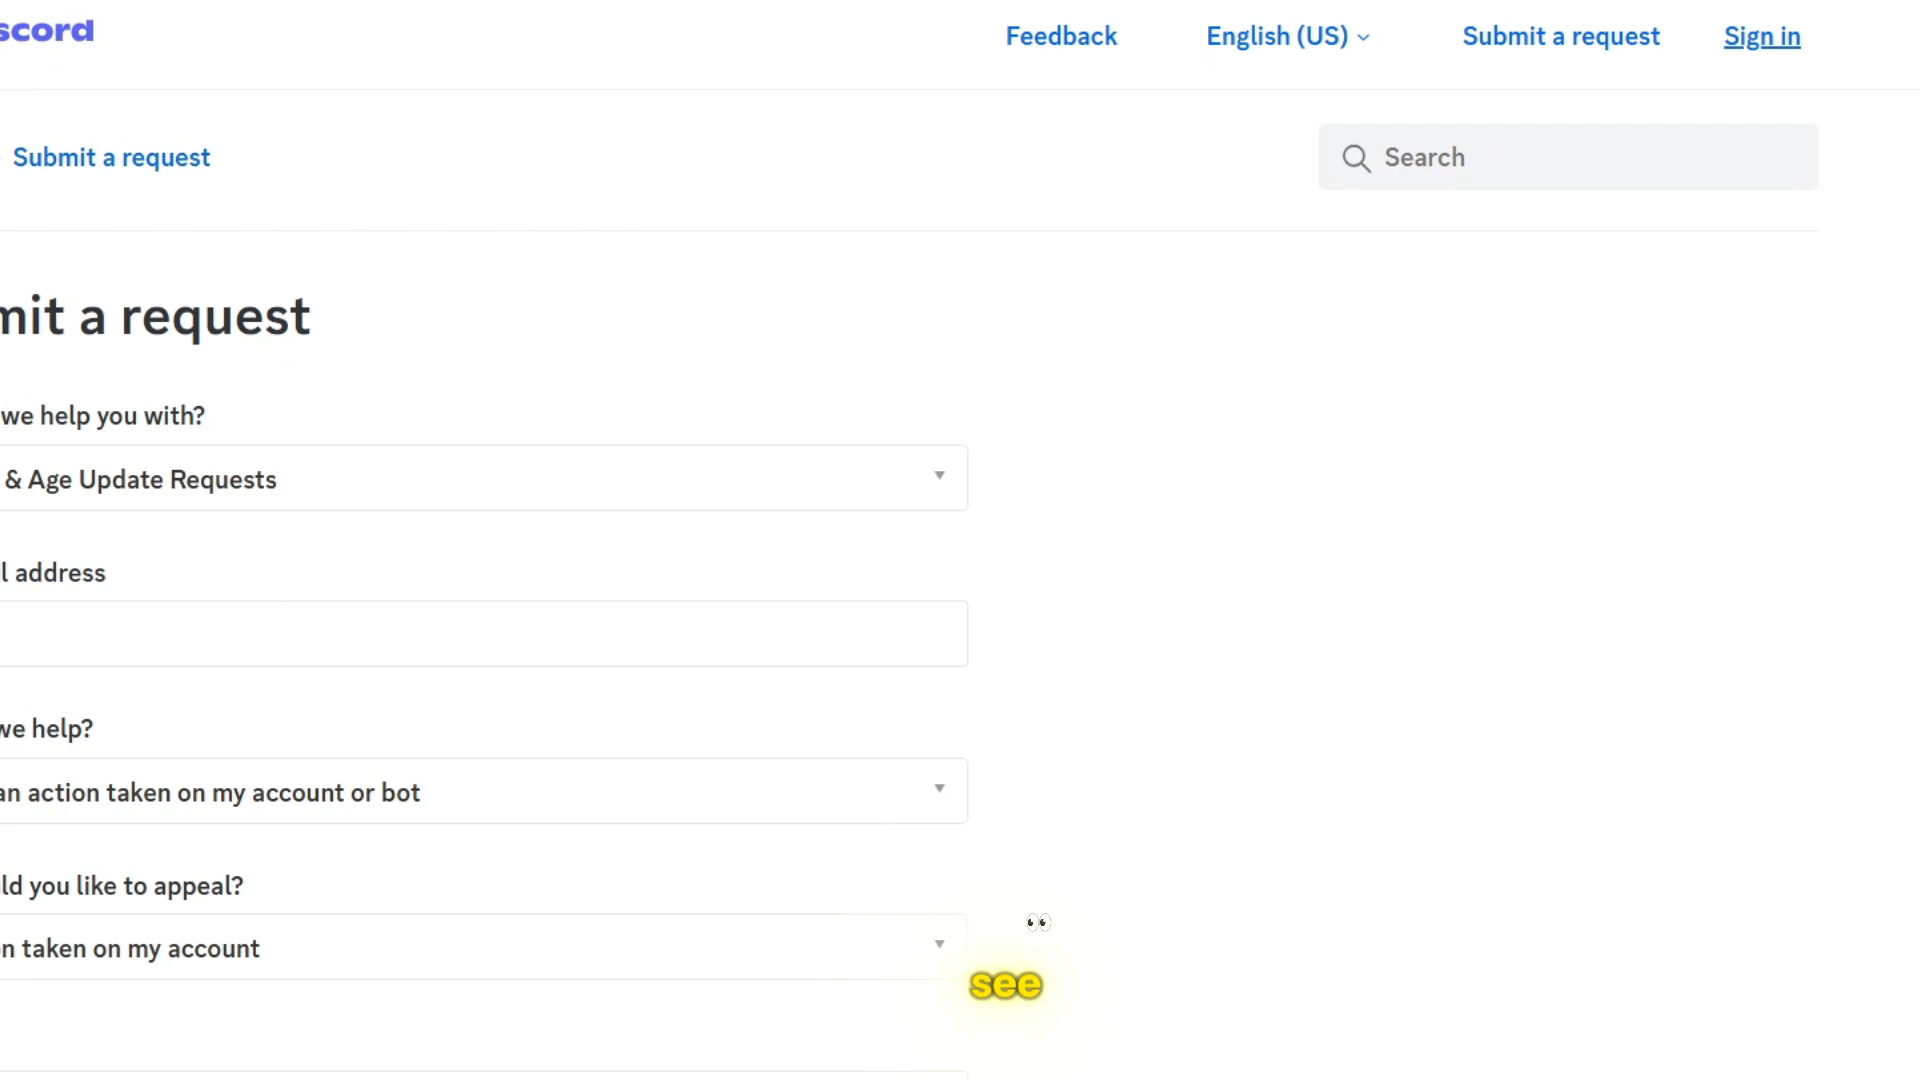 scord
Feedback English (US) Submit a request Sign in
Submit a request
Search
mit a request
we help you with?
& Age Update Requests
l address
we help?
an action taken on my account or bot
ld you like to appeal?
n taken on my account
see